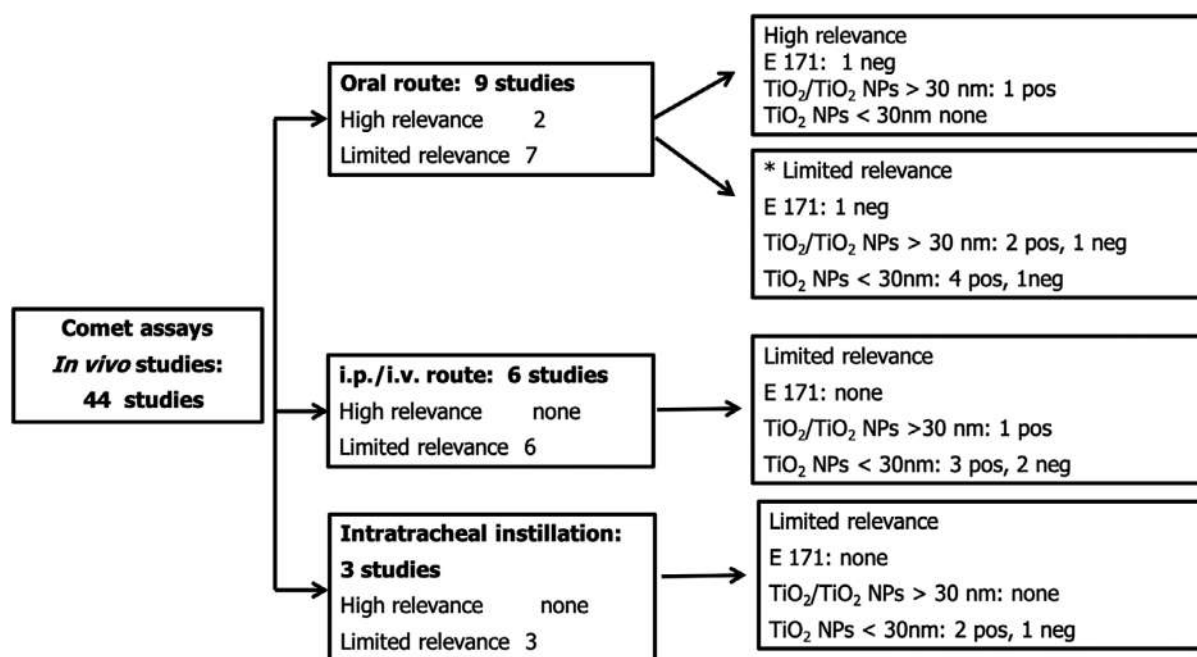 Comet assays
In vivo studies:
44 studies
Oral route: 9 studies
High relevance 2
Limited relevance 7
High relevance
E 171: 1 neg
TiO₂/TiO₂ NPs > 30 nm: 1 pos
TiO₂ NPs < 30nm none
* Limited relevance
E 171: 1 neg
TiO₂/TiO₂ NPs > 30 nm: 2 pos, 1 neg
TiO₂ NPs < 30nm: 4 pos, 1neg
i.p./i.v. route: 6 studies
High relevance none
Limited relevance 6
Limited relevance
E 171: none
TiO₂/TiO₂ NPs >30 nm: 1 pos
TiO₂ NPs < 30nm: 3 pos, 2 neg
Intratracheal instillation:
3 studies
High relevance none
Limited relevance 3
Limited relevance
E 171: none
TiO₂/TiO₂ NPs > 30 nm: none
TiO₂ NPs < 30nm: 2 pos, 1 neg